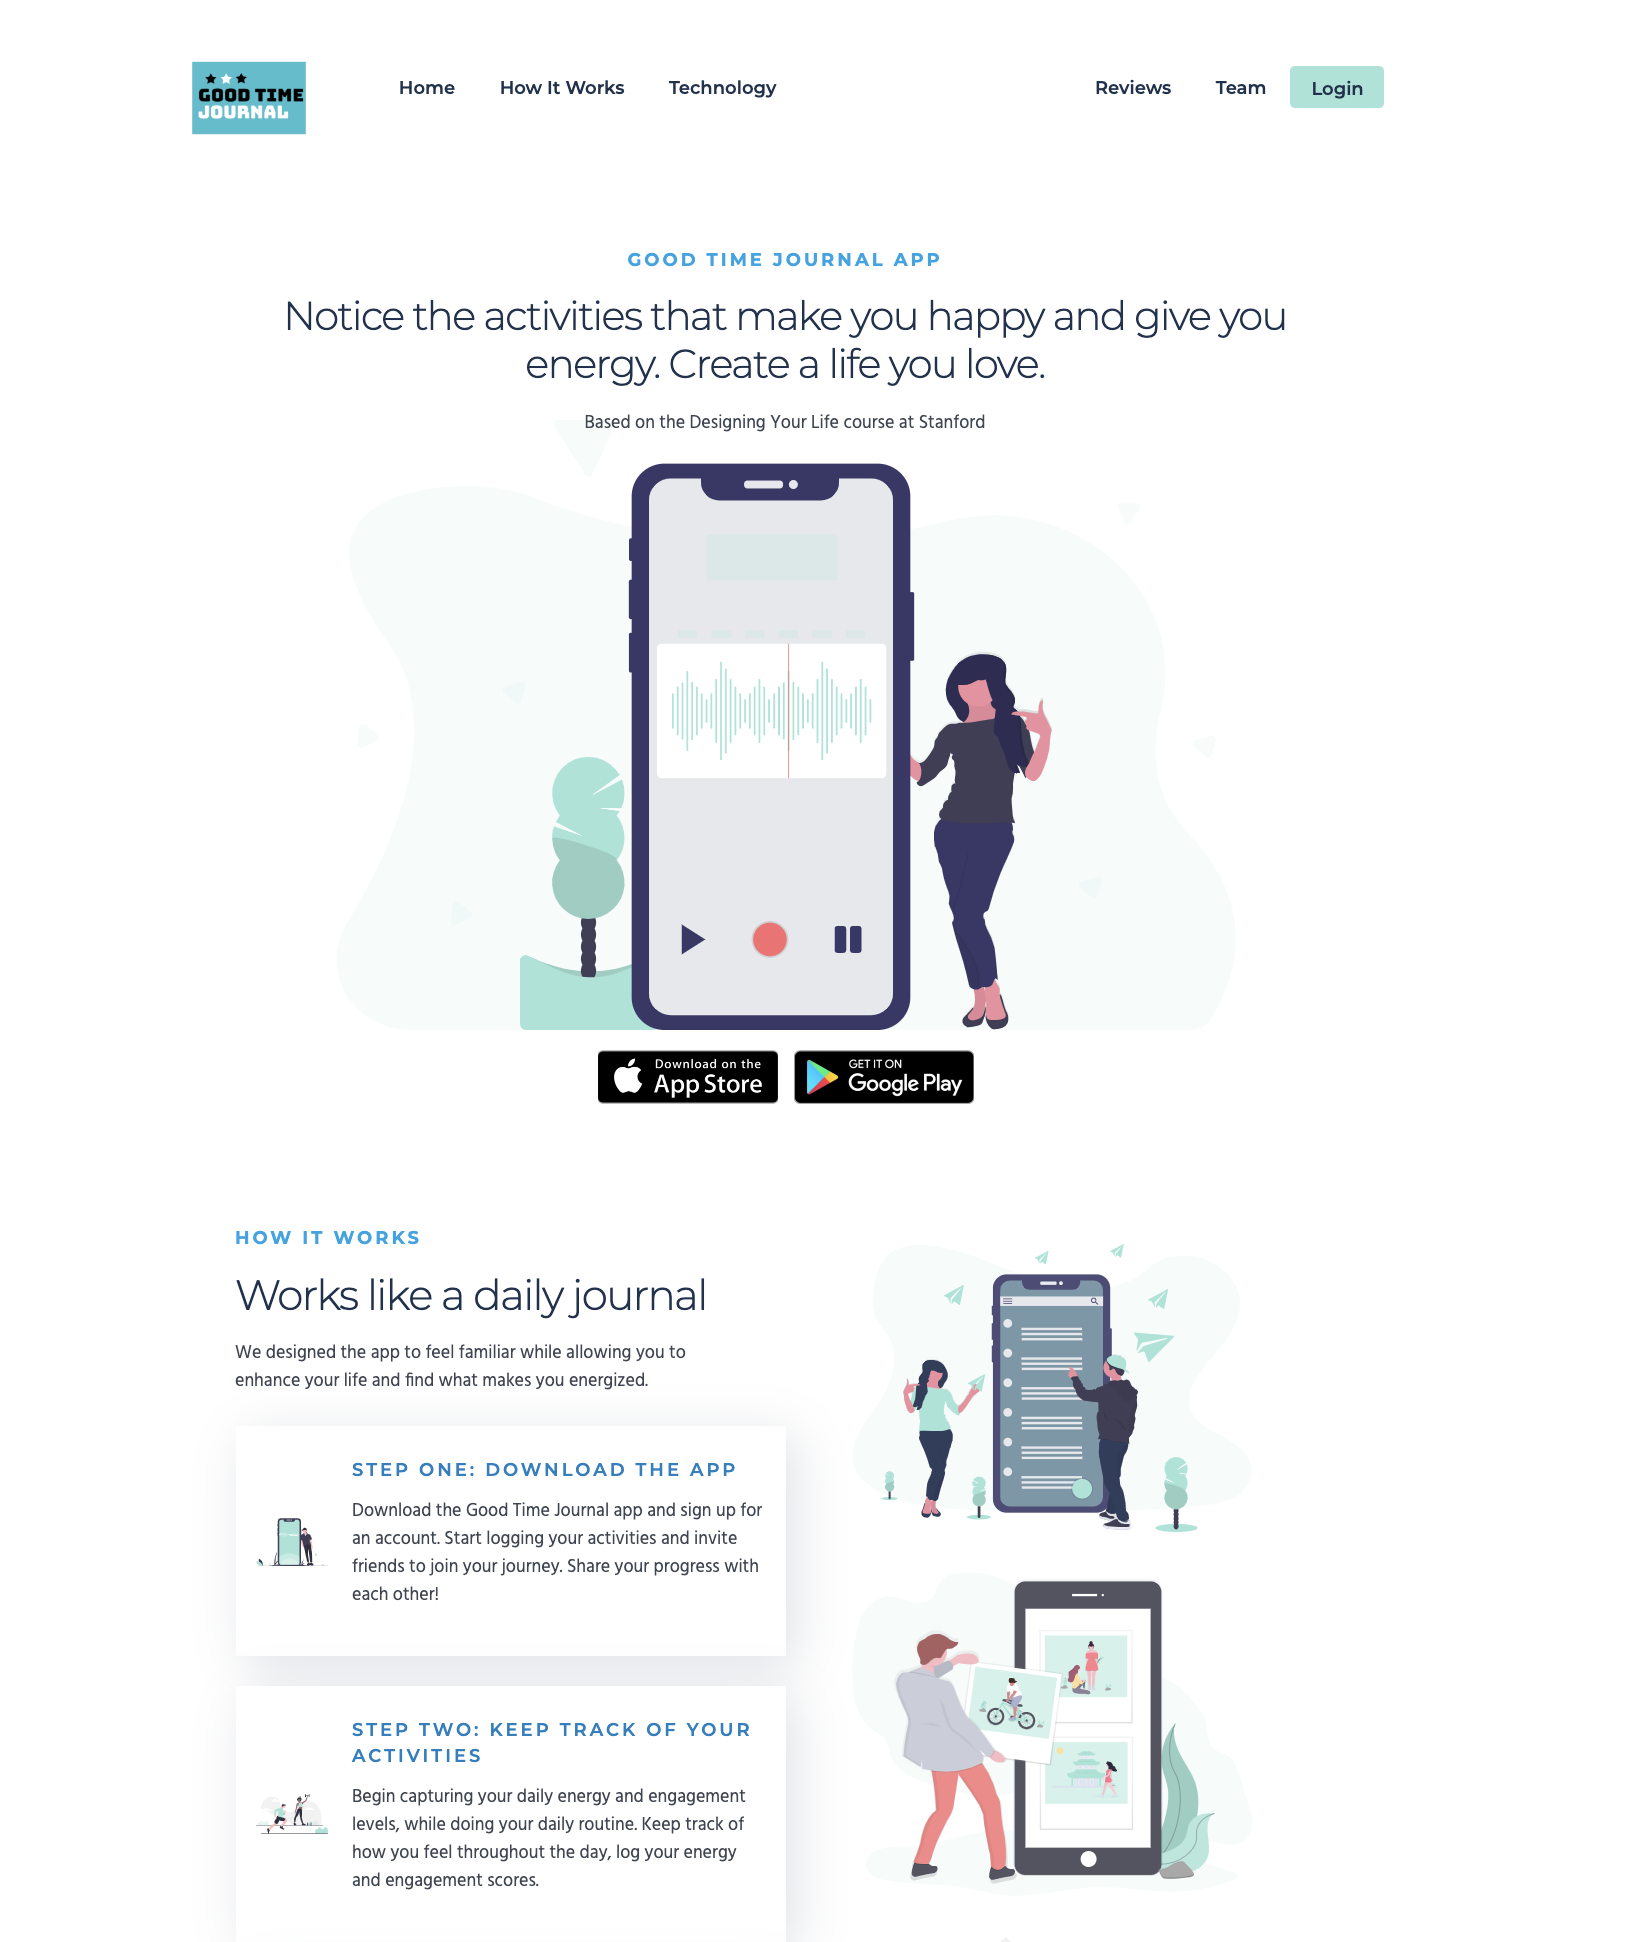 GOOD TIME
JOURNAL
Home How It Works Technology Reviews Team Login
GOOD TIME JOURNAL APP
Notice the activities that make you happy and give you
energy. Create a life you love.
Based on the Designing Your Life course at Stanford
Download on the
App Store
GET IT ON
Google Play
HOW IT WORKS
Works like a daily journal
We designed the app to feel familiar while allowing you to
enhance your life and find what makes you energized.
STEP ONE: DOWNLOAD THE APP
Download the Good Time Journal app and sign up for
an account. Start logging your activities and invite
friends to join your journey. Share your progress with
each other!
STEP TWO: KEEP TRACK OF YOUR
ACTIVITIES
Begin capturing your daily energy and engagement
levels, while doing your daily routine. Keep track of
how you feel throughout the day, log your energy
and engagement scores.